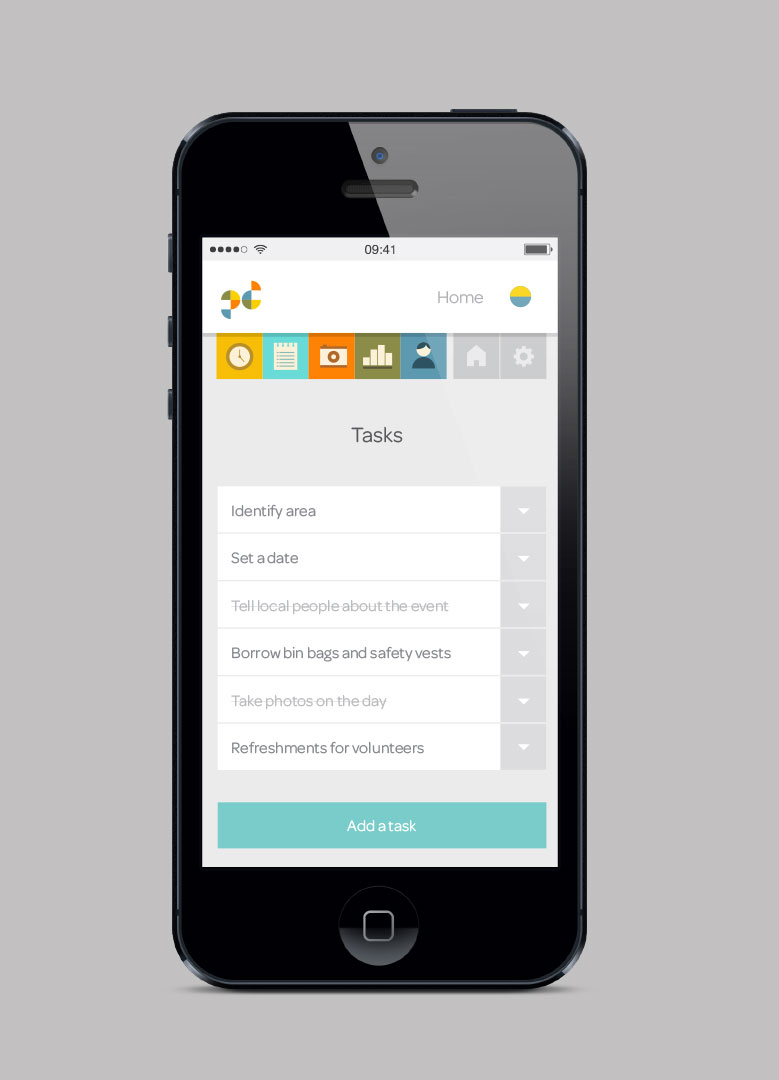 09:41
Home
Tasks
Identify area
Set a date
Tell local people about the event
Borrow bin bags and safety vests
Take photos on the day
Refreshments for volunteers
Add a task